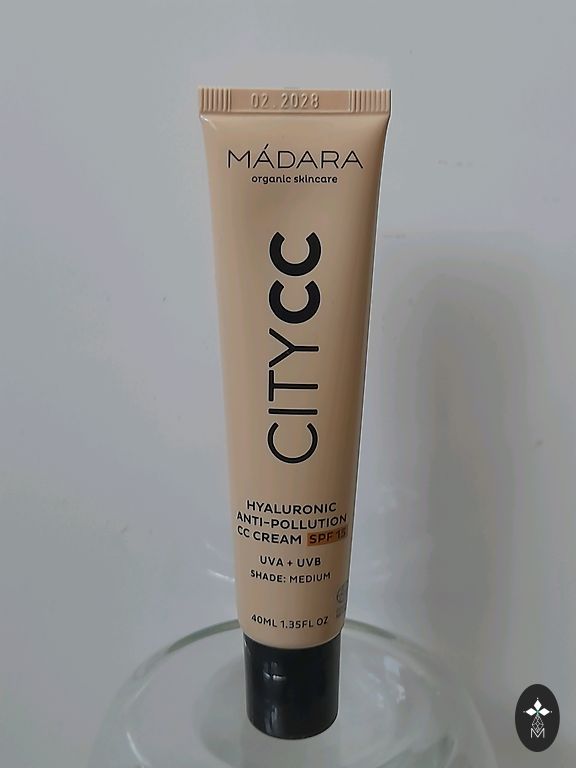 02.2028
MÁDARA
organic skincare
CITYCC
HYALURONIC
ANTI-POLLUTION
CC CREAM SPF 15
UVA + UVB
SHADE: MEDIUM
40ML 1.35FL OZ
M